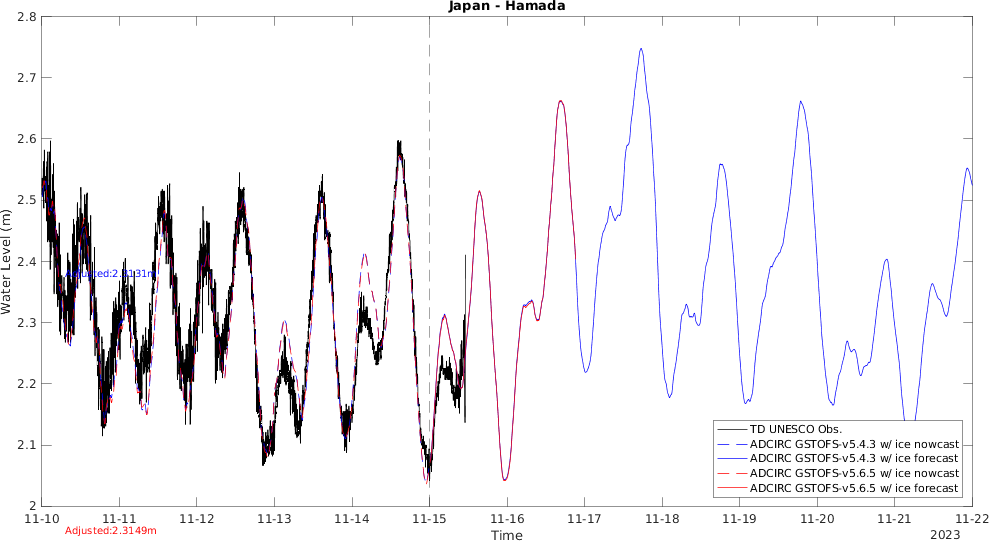 Japan - Hamada
2.8
2.7
2.6
2.5
2.4
2.3
2.2
2.1
2
Water Level (m)
Adjusted:2.3131m
TD UNESCO Obs.
ADCIRC GSTOFS-v5.4.3 w/ ice nowcast
ADCIRC GSTOFS-v5.4.3 w/ ice forecast
ADCIRC GSTOFS-v5.6.5 w/ ice nowcast
ADCIRC GSTOFS-v5.6.5 w/ ice forecast
11-10 11-11 11-12 11-13 11-14 11-15 11-16 11-17 11-18 11-19 11-20 11-21 11-22
Adjusted:2.3149m
Time
2023